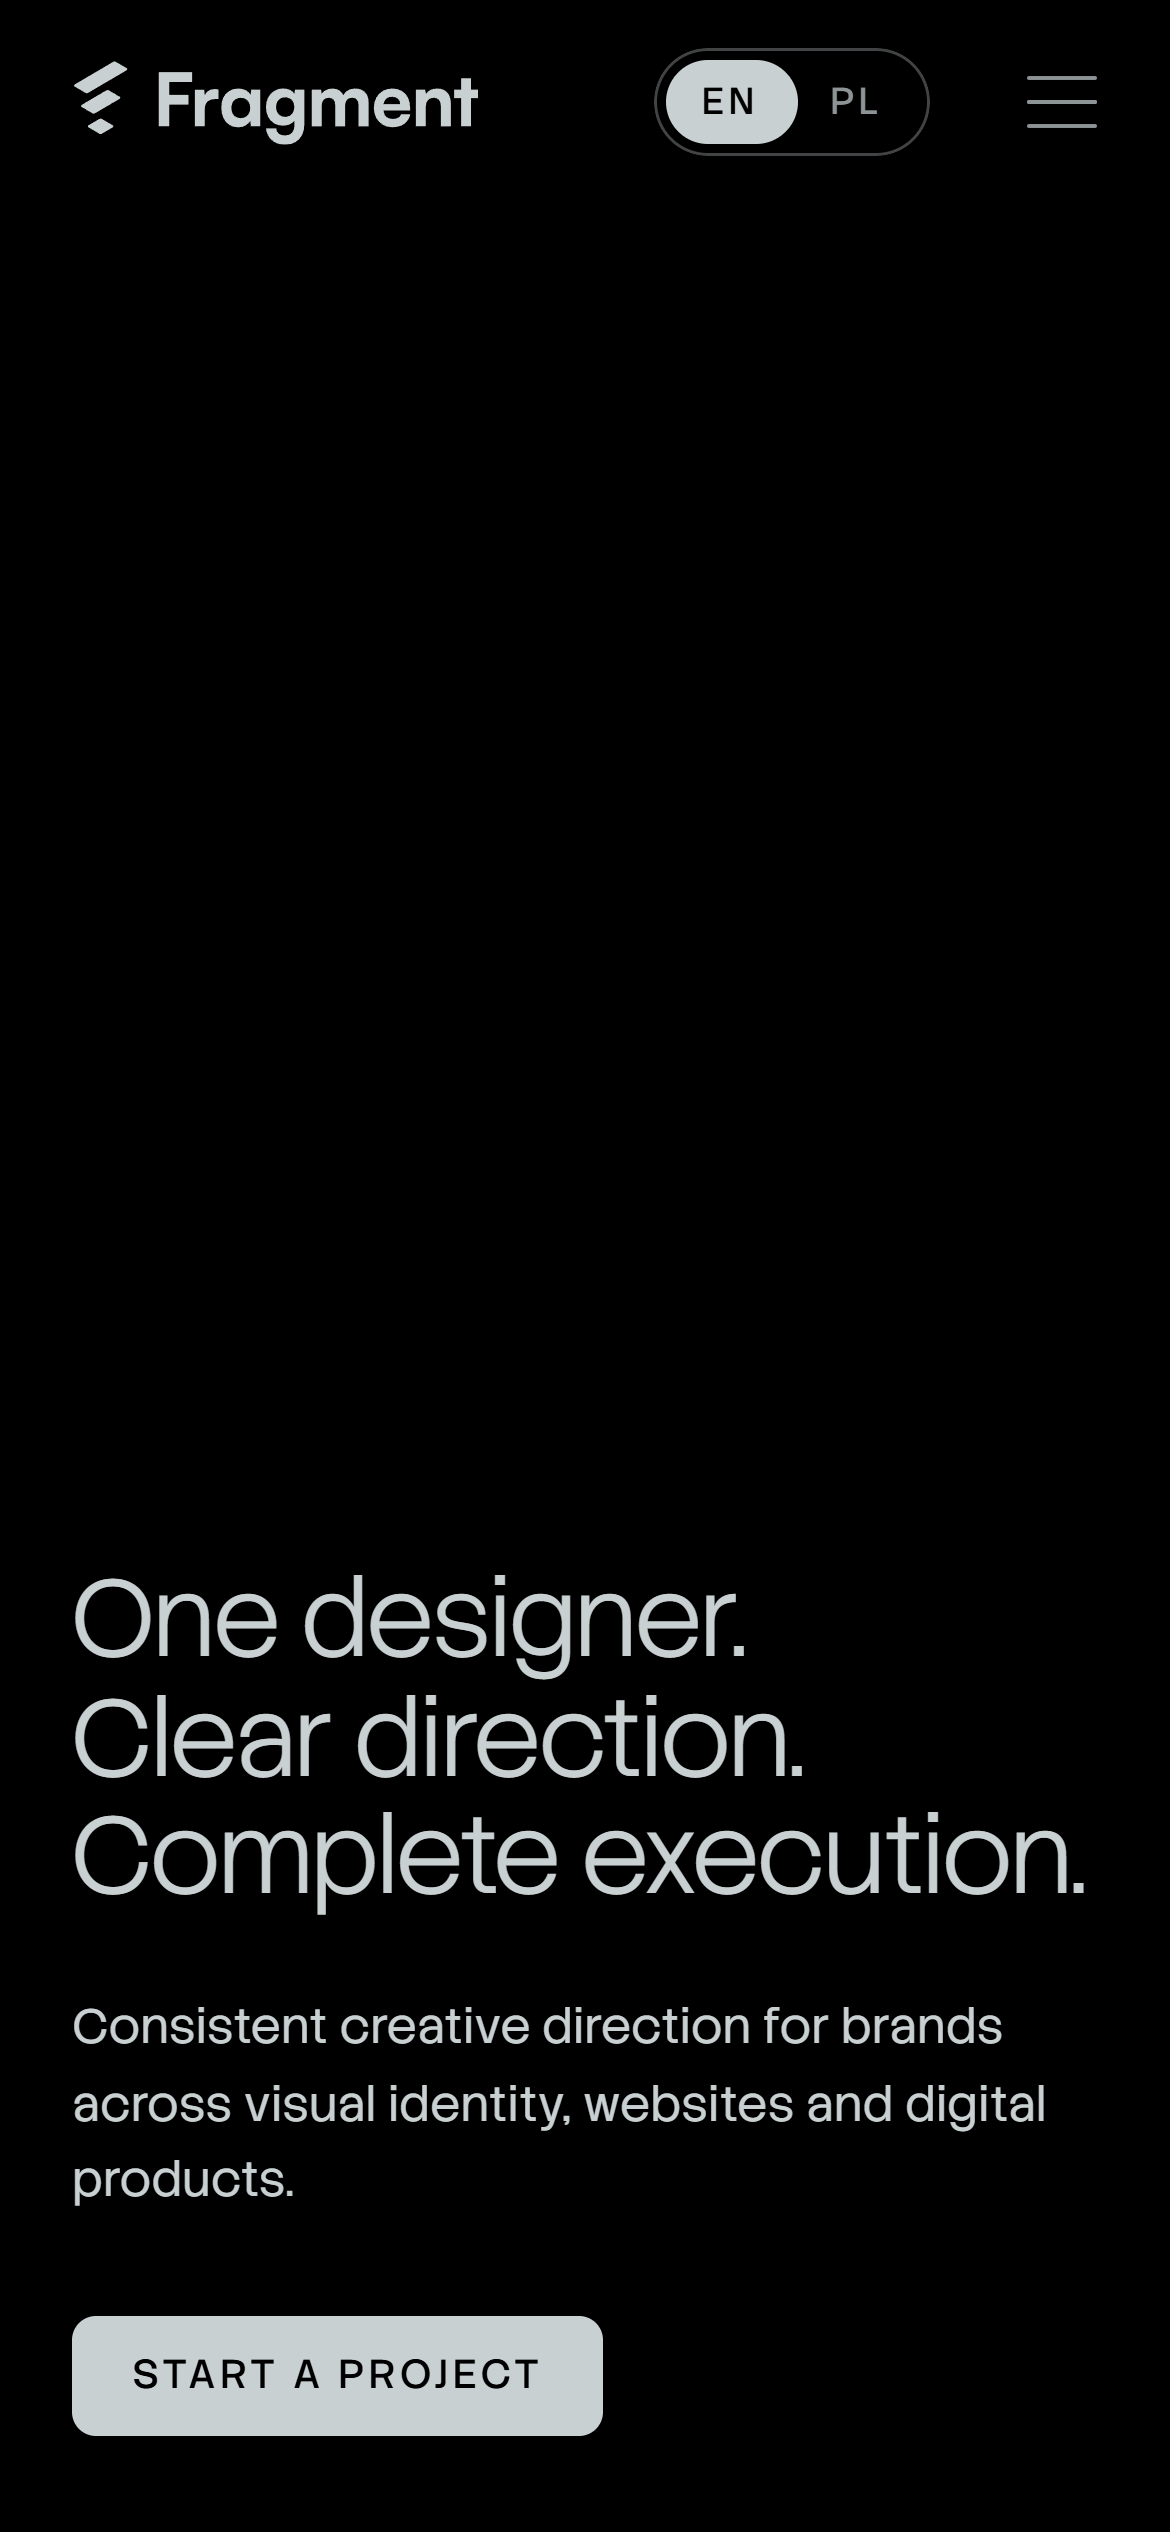 Fragment
EN PL
One designer.
Clear direction.
Complete execution.
Consistent creative direction for brands
across visual identity, websites and digital
products.
START A PROJECT